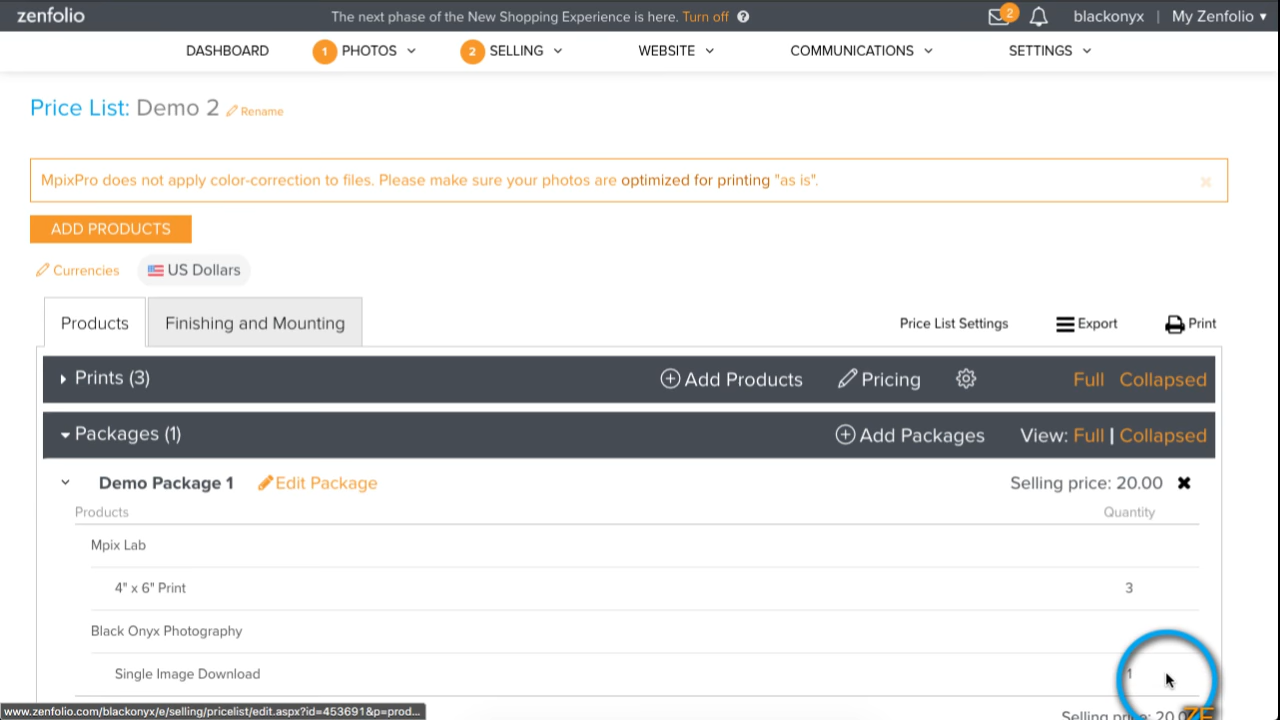 zenfolio
The next phase of the New Shopping Experience is here. Turn off ?
2
blackonyx | My Zenfolio
DASHBOARD
1 PHOTOS
2 SELLING
WEBSITE
COMMUNICATIONS
SETTINGS
Price List: Demo 2 Rename
MpixPro does not apply color-correction to files. Please make sure your photos are optimized for printing "as is".
ADD PRODUCTS
Currencies US Dollars
Products Finishing and Mounting Price List Settings Export Print
Prints (3) Add Products Pricing Full Collapsed
Packages (1) Add Packages View: Full | Collapsed
Demo Package 1 Edit Package Selling price: 20.00
Products Quantity
Mpix Lab
4" x 6" Print 3
Black Onyx Photography
Single Image Download 1
www.zenfolio.com/blackonyx/e/selling/pricelist/edit.aspx?id=453691&p=prod...
Selling price: 20.0
ZE